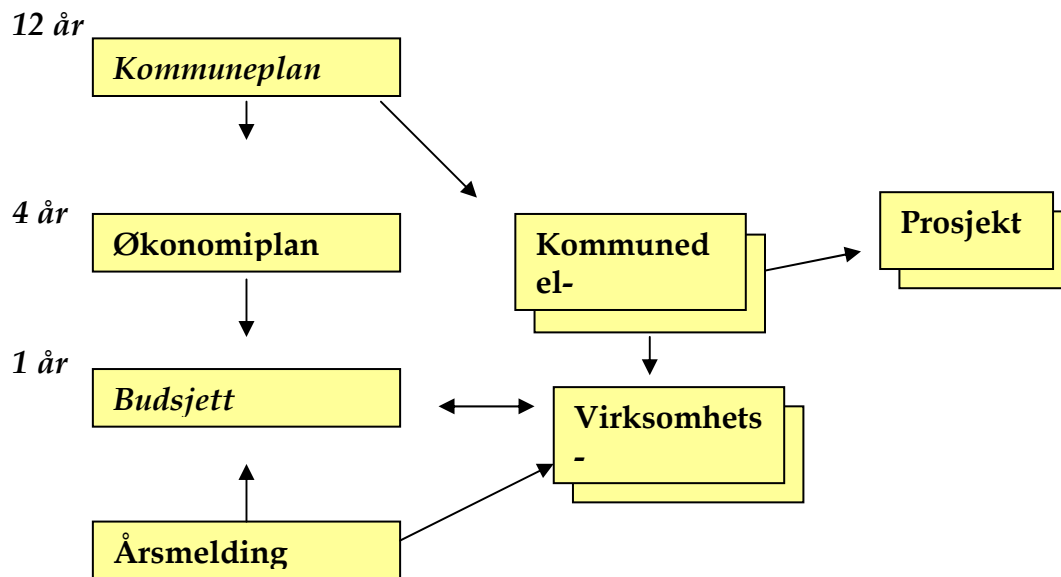 12 år
Kommuneplan
4 år
Økonomiplan
Kommuned
el-
Prosjekt
1 år
Budsjett
Virksomhets
-
Årsmelding